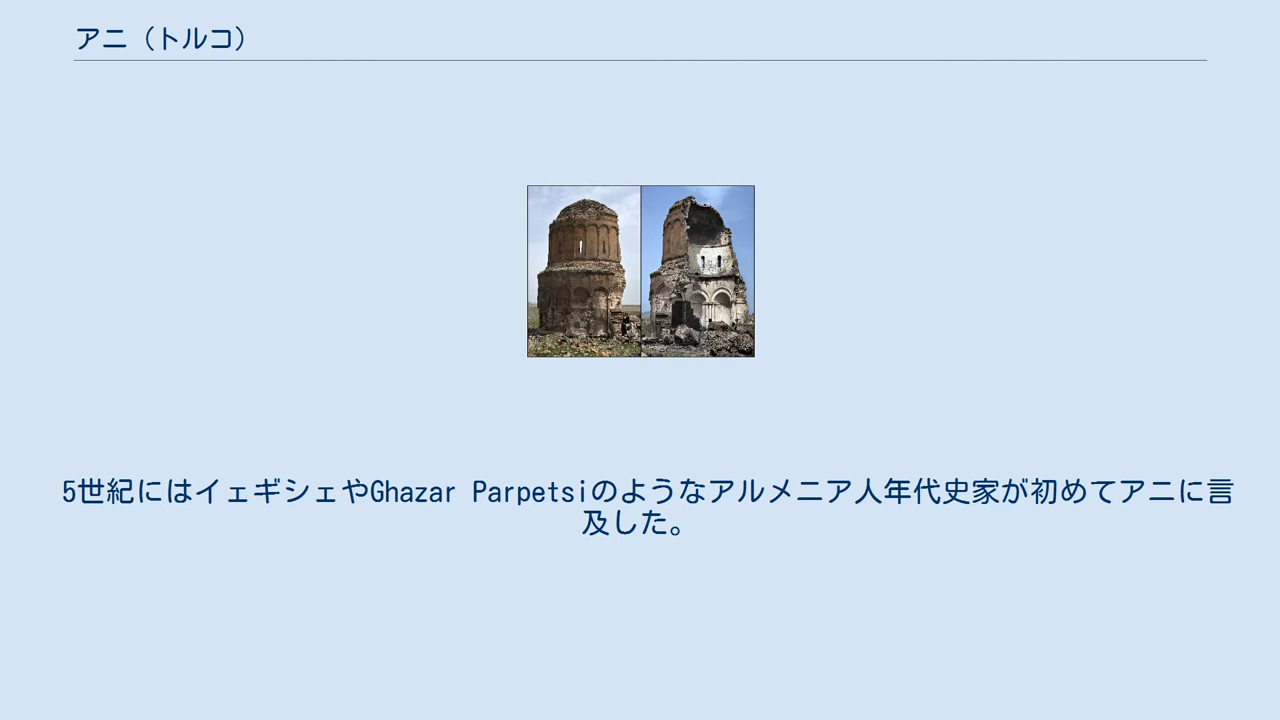 アニ（トルコ）
5世紀にはイェギシェやGhazar Parpetsiのようなアルメニア人年代史家が初めてアニに言
及した。